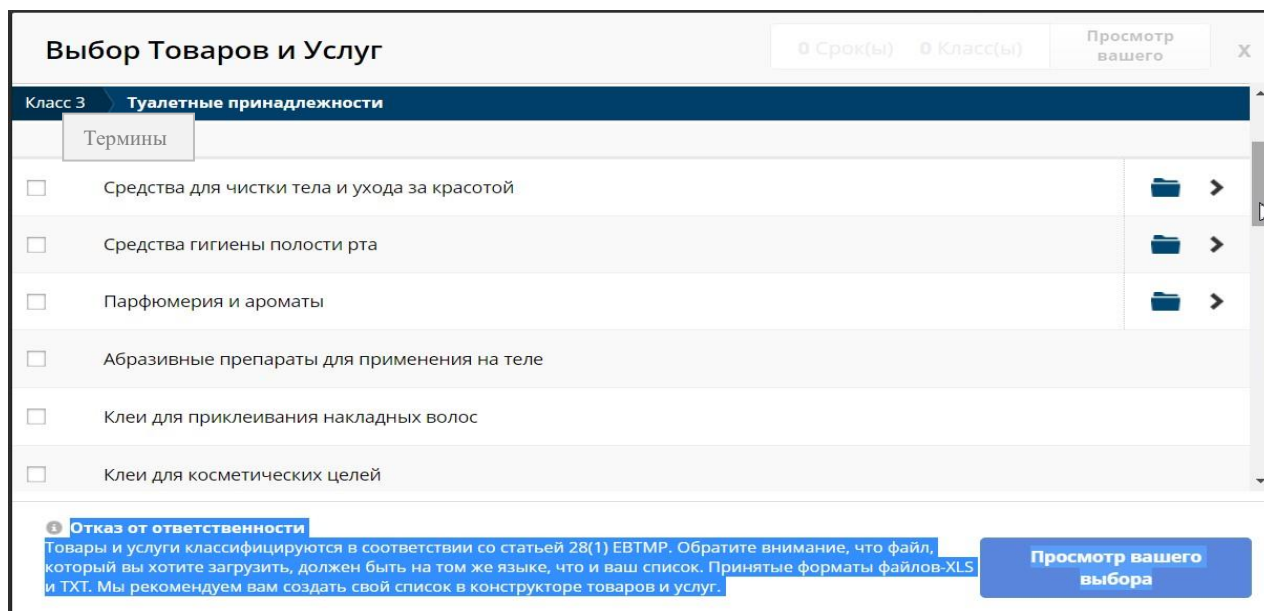 Выбор Товаров и Услуг
0 Срок(ы) 0 Класс(ы)
Просмотр
вашего
x
Класс 3 Туалетные принадлежности
Термины
Средства для чистки тела и ухода за красотой
Средства гигиены полости рта
Парфюмерия и ароматы
Абразивные препараты для применения на теле
Клеи для приклеивания накладных волос
Клеи для косметических целей
Отказ от ответственности
Товары и услуги классифицируются в соответствии со статьей 28(1) ЕВТМР. Обратите внимание, что файл,
который вы хотите загрузить, должен быть на том же языке, что и ваш список. Принятые форматы файлов-XLS
и TXT. Мы рекомендуем вам создать свой список в конструкторе товаров и услуг.
Просмотр вашего
выбора